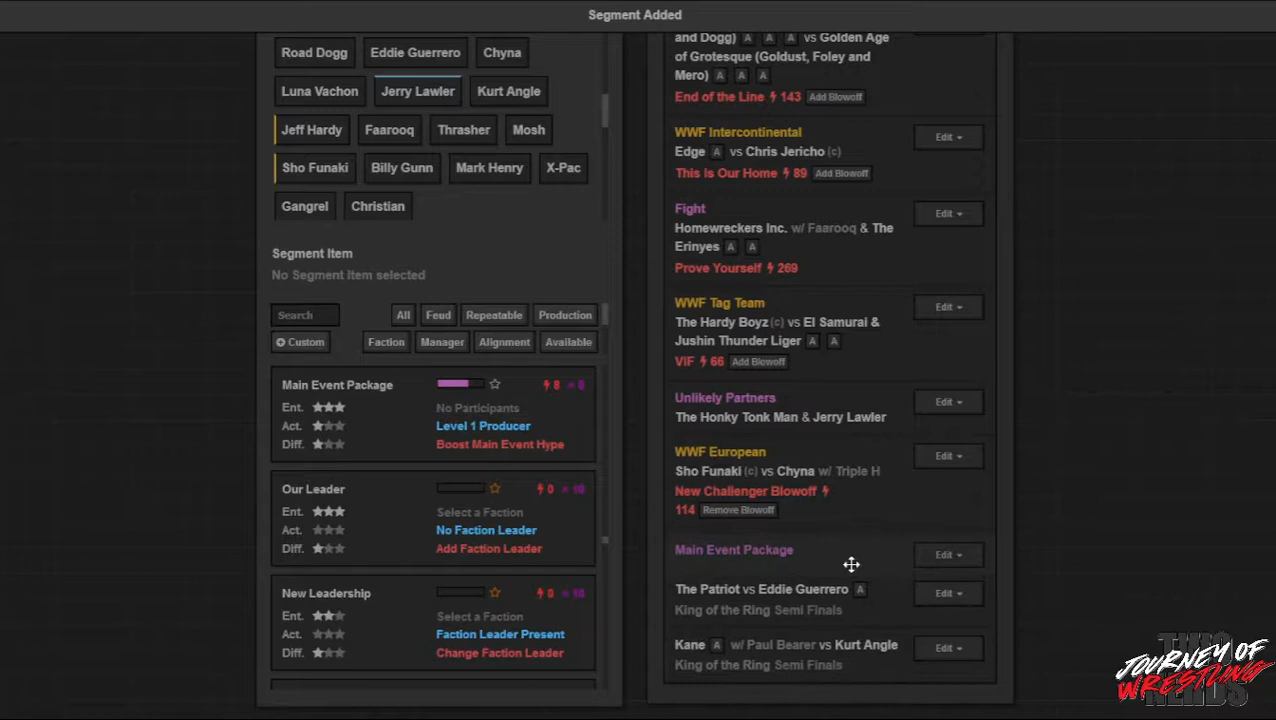 Segment Added
Road Dogg
Eddie Guerrero
Chyna
Luna Vachon
Jerry Lawler
Kurt Angle
Jeff Hardy
Faarooq
Thrasher
Mosh
Sho Funaki
Billy Gunn
Mark Henry
X-Pac
Gangrel
Christian
Segment Item
No Segment Item selected
Search
All
Feud
Repeatable
Production
Custom
Faction
Manager
Alignment
Available
Main Event Package
8 0
Ent.
No Participants
Act.
Level 1 Producer
Diff.
Boost Main Event Hype
Our Leader
0 10
Ent.
Select a Faction
Act.
No Faction Leader
Diff.
Add Faction Leader
New Leadership
0 10
Ent.
Select a Faction
Act.
Faction Leader Present
Diff.
Change Faction Leader
and Dogg) A A A vs Golden Age
of Grotesque (Goldust, Foley and
Mero) A A A
End of the Line 143 Add Blowoff
WWF Intercontinental
Edit
Edge A vs Chris Jericho (c)
This Is Our Home 89 Add Blowoff
Fight
Edit
Homewreckers Inc. w/ Faarooq & The
Erinyes A A
Prove Yourself 269
WWF Tag Team
Edit
The Hardy Boyz (c) vs El Samurai &
Jushin Thunder Liger A A
VIF 66 Add Blowoff
Unlikely Partners
Edit
The Honky Tonk Man & Jerry Lawler
WWF European
Edit
Sho Funaki (c) vs Chyna w/ Triple H
New Challenger Blowoff
114 Remove Blowoff
Main Event Package
Edit
The Patriot vs Eddie Guerrero A
Edit
King of the Ring Semi Finals
Kane A w/ Paul Bearer vs Kurt Angle
Edit
King of the Ring Semi Finals
THIS
JOURNEY OF
WRESTLING
NERDS